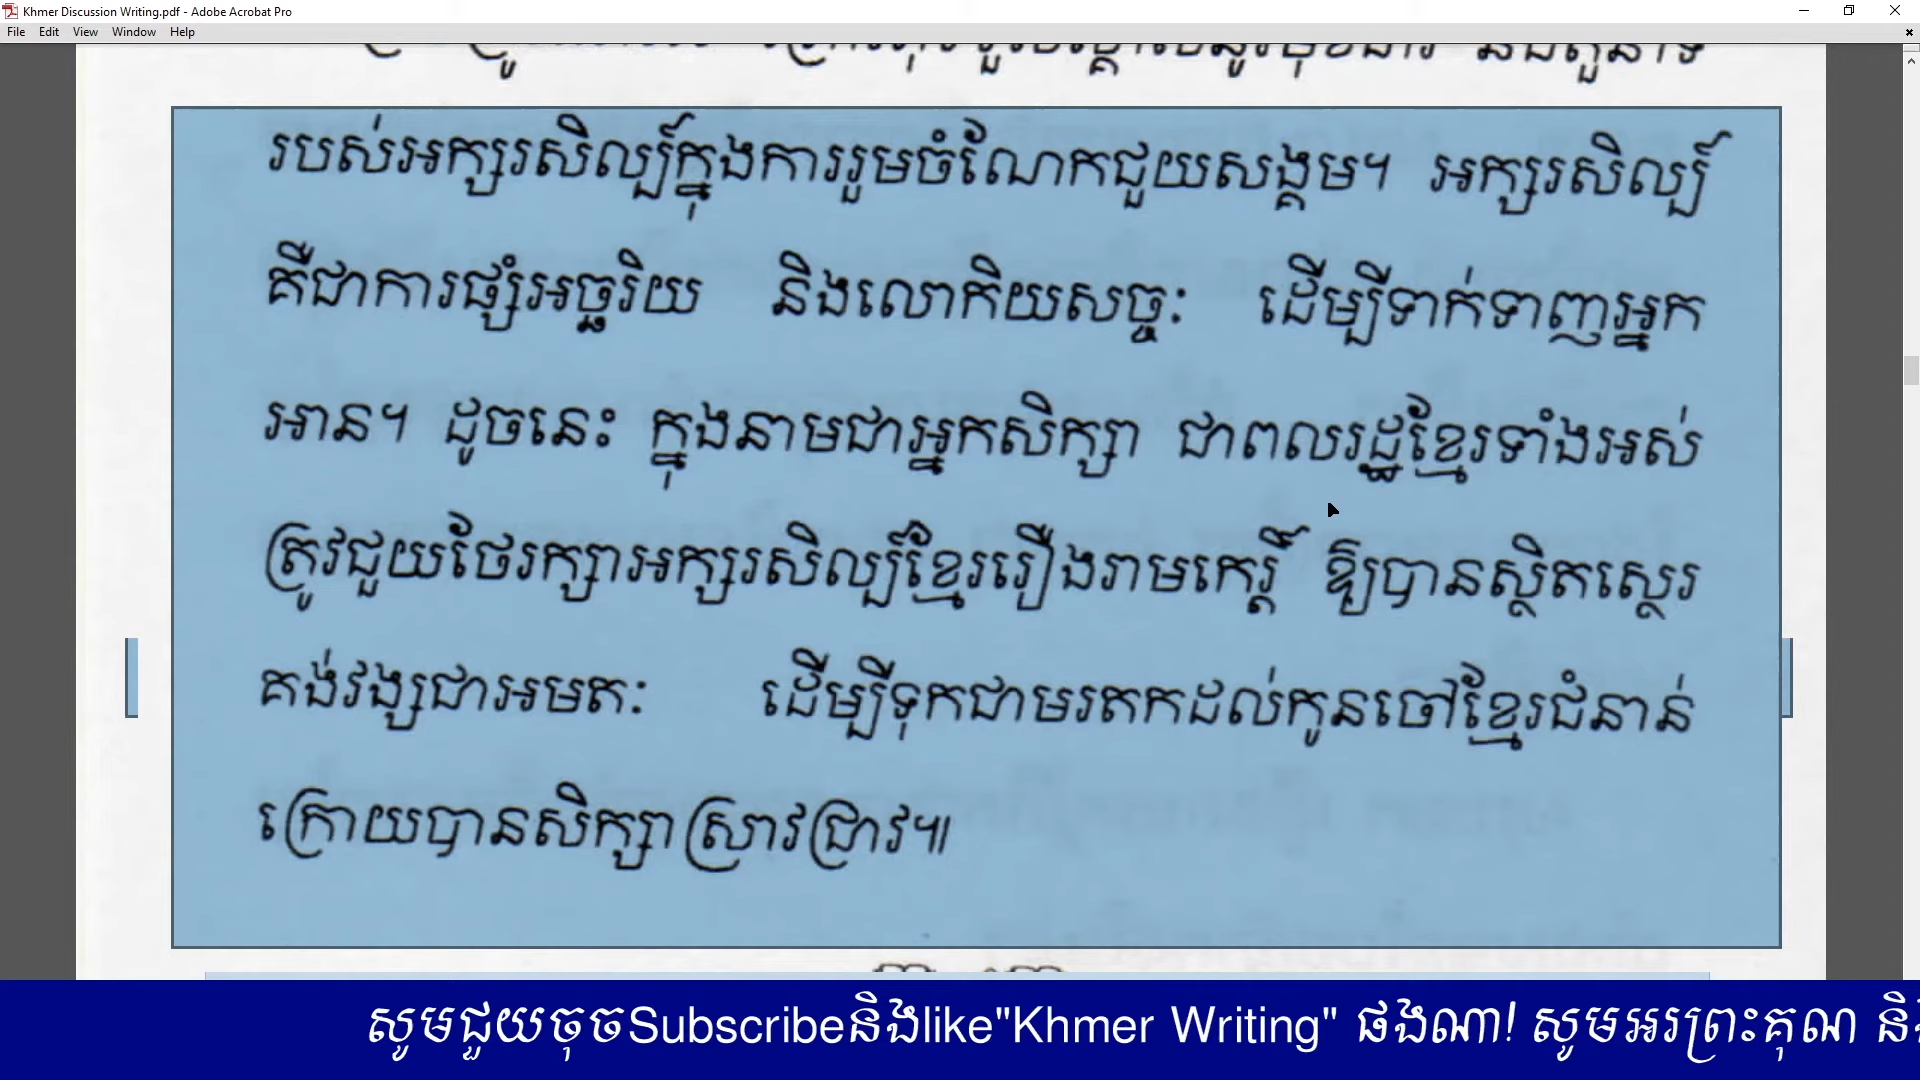 Khmer Discussion Writing.pdf - Adobe Acrobat Pro
File Edit View Window Help
របស់អក្សរសិល្ប៍ក្នុងការរួមចំណែកជួយសង្គម។ អក្សរសិល្ប៍
គឺជាការផ្សំអច្ឆរិយ និងលោកិយសច្ចៈ ដើម្បីទាក់ទាញអ្នក
អាន។ ដូចនេះ ក្នុងនាមជាអ្នកសិក្សា ជាពលរដ្ឋខ្មែរទាំងអស់
ត្រូវជួយថែរក្សាអក្សរសិល្ប៍ខ្មែររឿងរាមកេរ្តិ៍ ឱ្យបានស្ថិតស្ថេរ
គង់វង្សជាអមតៈ ដើម្បីទុកជាមរតកដល់កូនចៅខ្មែរជំនាន់
ក្រោយបានសិក្សាស្រាវជ្រាវ៕
សូមជួយចុចSubscribeនិងlike"Khmer Writing" ផងណា! សូមអរព្រះគុណ